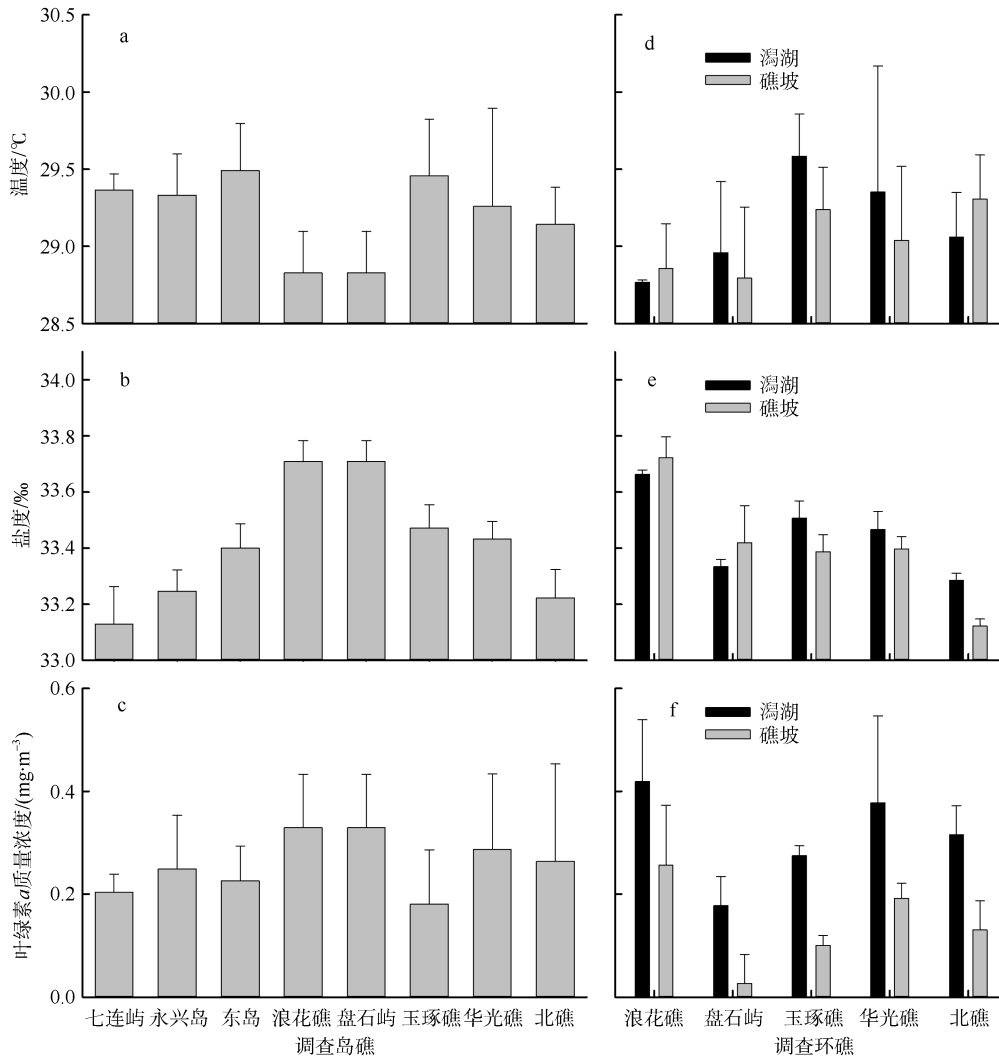 a
30.5
30.0
29.5
29.0
28.5
温度/℃
d
潟湖
礁坡
b
34.0
33.8
33.6
33.4
33.2
33.0
盐度/‰
e
潟湖
礁坡
c
0.6
0.4
0.2
0.0
叶绿素a质量浓度/(mg·m⁻³)
七连屿 永兴岛 东岛 浪花礁 盘石屿 玉琢礁 华光礁 北礁
调查岛礁
f
潟湖
礁坡
浪花礁 盘石屿 玉琢礁 华光礁 北礁
调查环礁